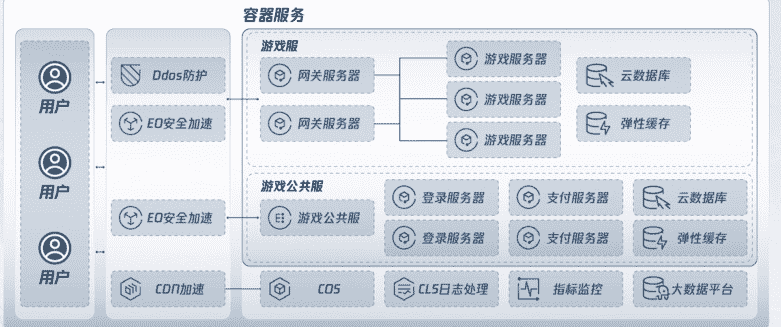 容器服务
用户
用户
用户
Ddos防护
EO安全加速
EO安全加速
CDN加速
游戏服
网关服务器
网关服务器
游戏服务器
游戏服务器
游戏服务器
云数据库
弹性缓存
游戏公共服
游戏公共服
登录服务器
支付服务器
云数据库
登录服务器
支付服务器
弹性缓存
COS
CLS日志处理
指标监控
大数据平台